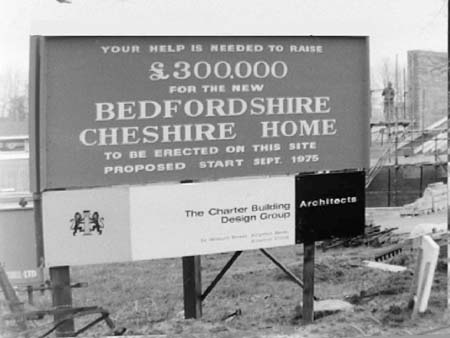 YOUR HELP IS NEEDED TO RAISE
£300,000
FOR THE NEW
BEDFORDSHIRE
CHESHIRE HOME
TO BE ERECTED ON THIS SITE
PROPOSED START SEPT. 1975
The Charter Building
Design Group
Architects